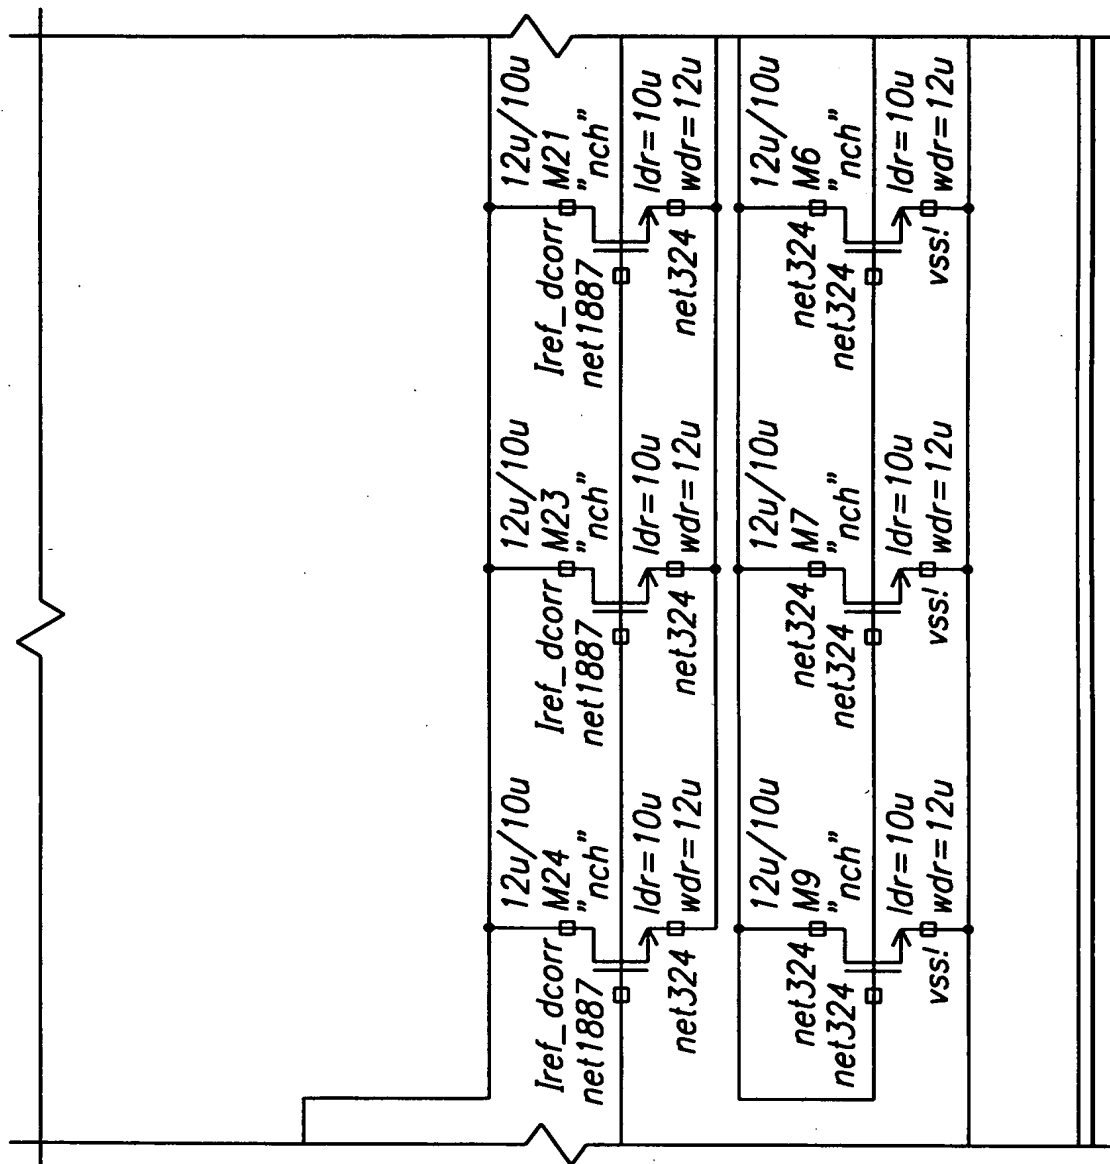 12u/10u
M21
"nch"
ldr=10u
wdr=12u
Iref_dcorr
net1887
net324
12u/10u
M6
"nch"
ldr=10u
wdr=12u
net324
net324
vss!
12u/10u
M23
"nch"
ldr=10u
wdr=12u
Iref_dcorr
net1887
net324
12u/10u
M7
"nch"
ldr=10u
wdr=12u
net324
net324
vss!
12u/10u
M24
"nch"
ldr=10u
wdr=12u
Iref_dcorr
net1887
net324
12u/10u
M9
"nch"
ldr=10u
wdr=12u
net324
net324
vss!